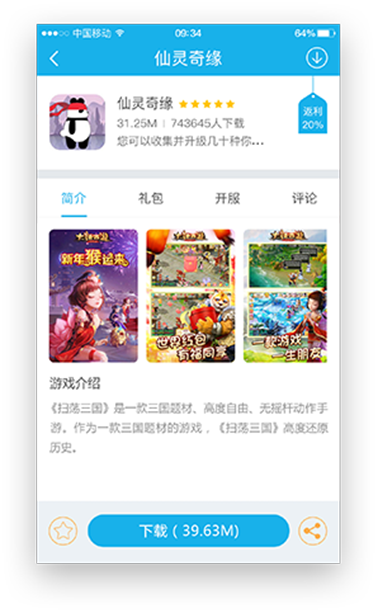 中国移动 09:34 64%
仙灵奇缘
仙灵奇缘
31.25M | 743645人下载
您可以收集并升级几十种你...
返利
20%
简介 礼包 开服 评论
大话西游
新年猴起来
世界红包
有福同享
一款游戏
一生朋友
游戏介绍
《扫荡三国》是一款三国题材、高度自由、无摇杆动作手
游。作为一款三国题材的游戏，《扫荡三国》高度还原
历史。
下载（39.63M)